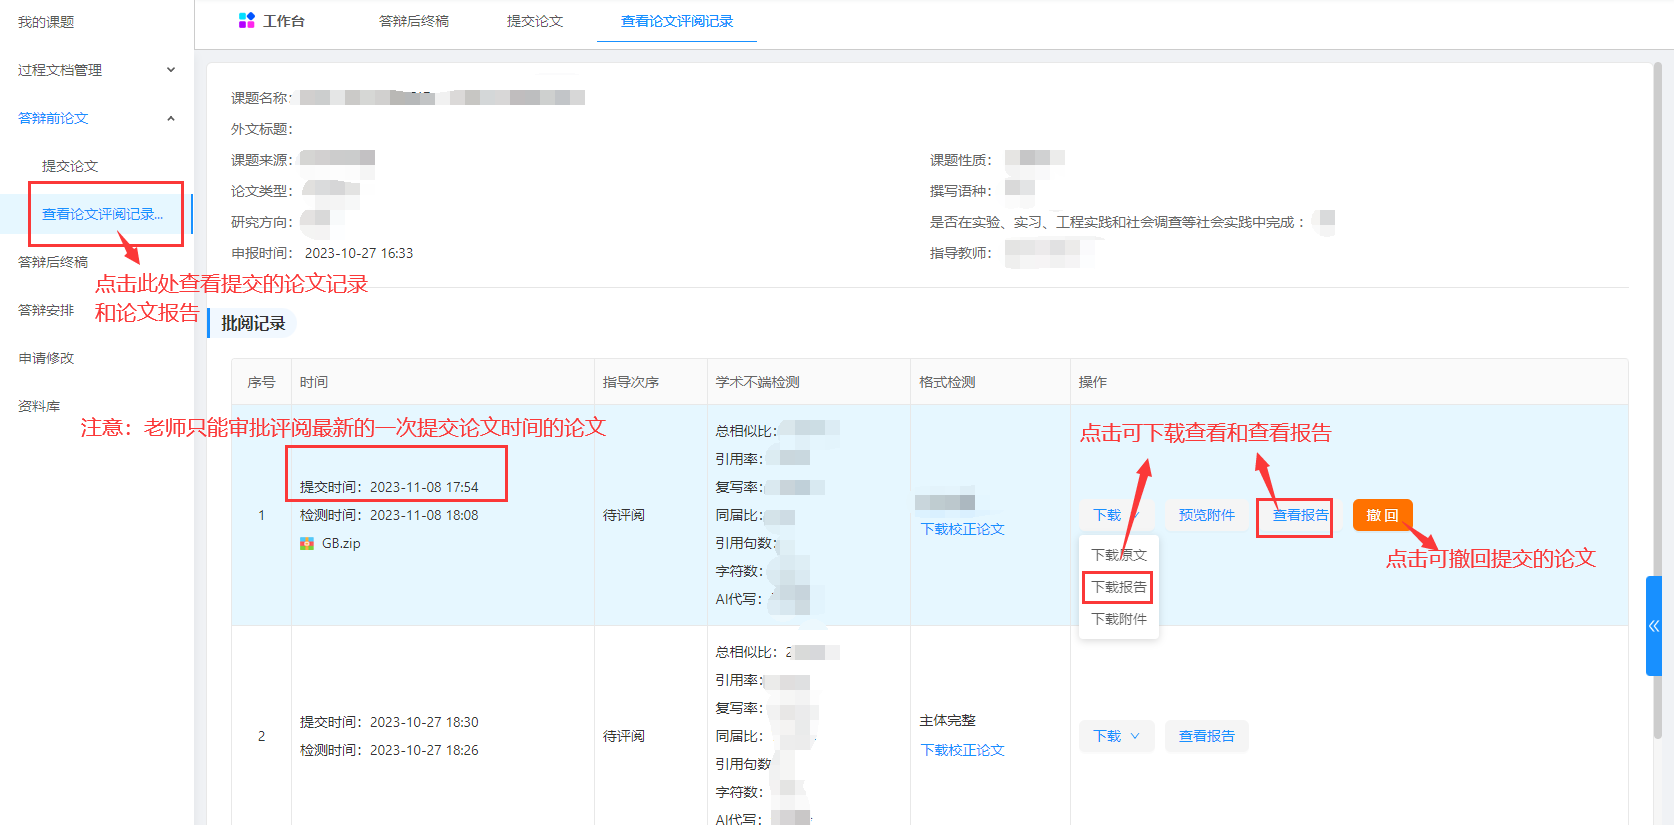 我的课题
过程文档管理
答辩前论文
提交论文
查看论文评阅记录...
答辩后终稿
答辩安排
申请修改
资料库
工作台
答辩后终稿
提交论文
查看论文评阅记录
课题名称:
外文标题:
课题来源:
课题性质:
论文类型:
撰写语种:
研究方向:
是否在实验、实习、工程实践和社会调查等社会实践中完成：
申报时间: 2023-10-27 16:33
指导教师:
点击此处查看提交的论文记录
和论文报告
批阅记录
序号 时间 指导次序 学术不端检测 格式检测 操作
注意：老师只能审批评阅最新的一次提交论文时间的论文
点击可下载查看和查看报告
1
提交时间：2023-11-08 17:54
检测时间：2023-11-08 18:08
GB.zip
待评阅
总相似比:
引用率:
复写率:
同届比:
引用句数:
字符数:
AI代写:
下载校正论文
下载
预览附件
查看报告
撤 回
点击可撤回提交的论文
下载原文
下载报告
下载附件
2
提交时间：2023-10-27 18:30
检测时间：2023-10-27 18:26
待评阅
总相似比: 2
引用率:
复写率:
同届比:
引用句数
字符数:
AI代写:
主体完整
下载校正论文
下载
查看报告